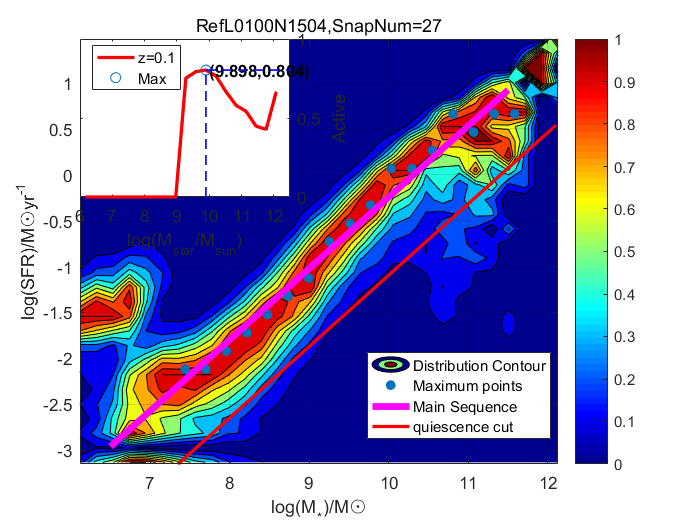 RefL0100N1504,SnapNum=27
z=0.1
Max
(9.898,0.804)
1
0.5
0
Active
6 7 8 9 10 11 12
log(M_star/M_sun)
1
0.5
0
-0.5
-1
-1.5
-2
-2.5
-3
log(SFR)/M☉yr^-1
Distribution Contour
Maximum points
Main Sequence
quiescence cut
7 8 9 10 11 12
log(M_*)/M☉
1
0.9
0.8
0.7
0.6
0.5
0.4
0.3
0.2
0.1
0